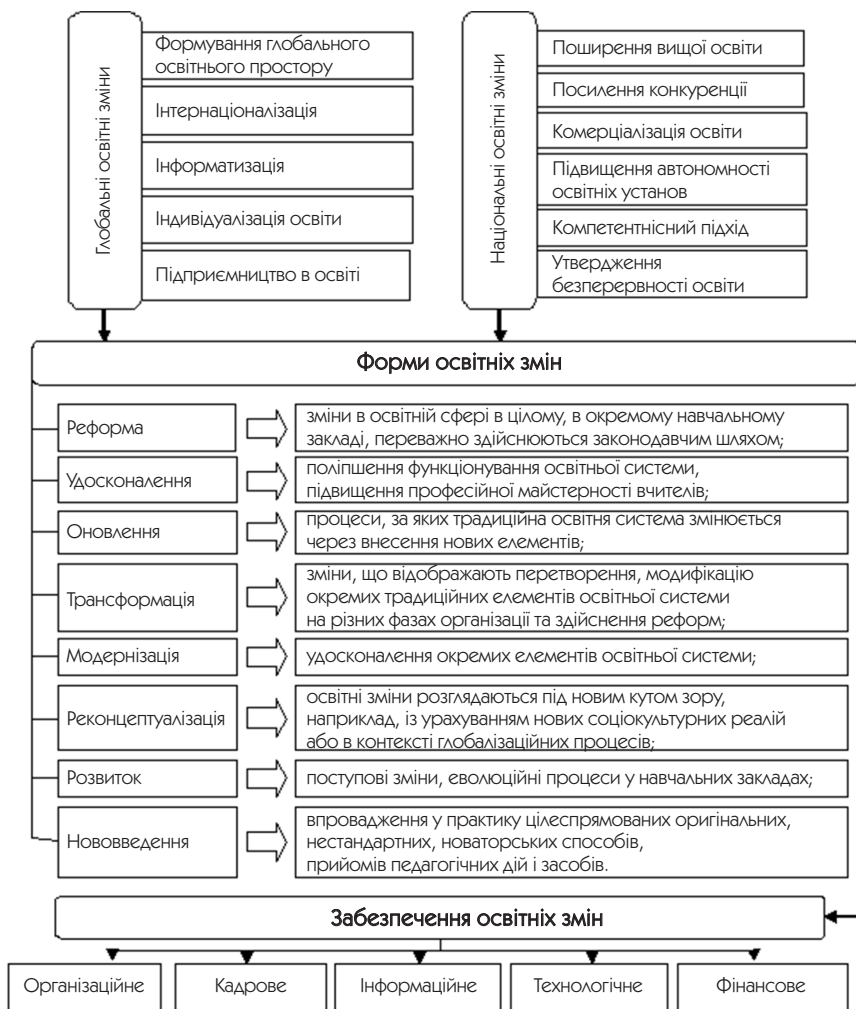 Глобальні освітні зміни
Формування глобального
освітнього простору
Інтернаціоналізація
Інформатизація
Індивідуалізація освіти
Підприємництво в освіті
Національні освітні зміни
Поширення вищої освіти
Посилення конкуренції
Комерціалізація освіти
Підвищення автономності
освітніх установ
Компетентнісний підхід
Утвердження
безперервності освіти
Форми освітніх змін
Реформа
зміни в освітній сфері в цілому, в окремому навчальному
закладі, переважно здійснюються законодавчим шляхом;
Удосконалення
поліпшення функціонування освітньої системи,
підвищення професійної майстерності вчителів;
Оновлення
процеси, за яких традиційна освітня система змінюється
через внесення нових елементів;
Трансформація
зміни, що відображають перетворення, модифікацію
окремих традиційних елементів освітньої системи
на різних фазах організації та здійснення реформ;
Модернізація
удосконалення окремих елементів освітньої системи;
Реконцептуалізація
освітні зміни розглядаються під новим кутом зору,
наприклад, із урахуванням нових соціокультурних реалій
або в контексті глобалізаційних процесів;
Розвиток
поступові зміни, еволюційні процеси у навчальних закладах;
Нововведення
впровадження у практику цілеспрямованих оригінальних,
нестандартних, новаторських способів,
прийомів педагогічних дій і засобів.
Забезпечення освітніх змін
Організаційне
Кадрове
Інформаційне
Технологічне
Фінансове